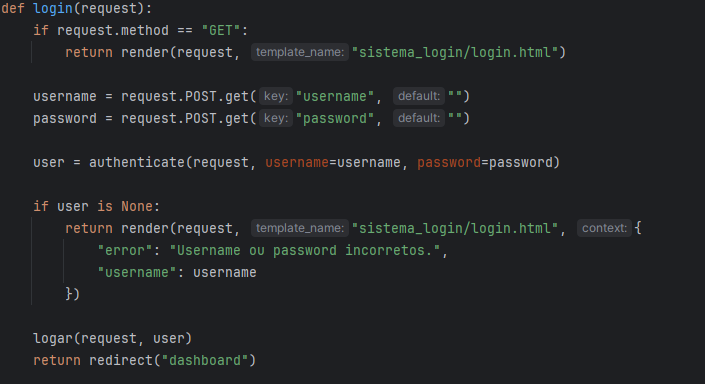 def login(request):
    if request.method == "GET":
        return render(request, template_name: "sistema_login/login.html")
    username = request.POST.get( key: "username", default: "")
    password = request.POST.get( key: "password", default: "")
    user = authenticate(request, username=username, password=password)
    if user is None:
        return render(request, template_name: "sistema_login/login.html", context: {
            "error": "Username ou password incorretos.",
            "username": username
        })
    logar(request, user)
    return redirect("dashboard")